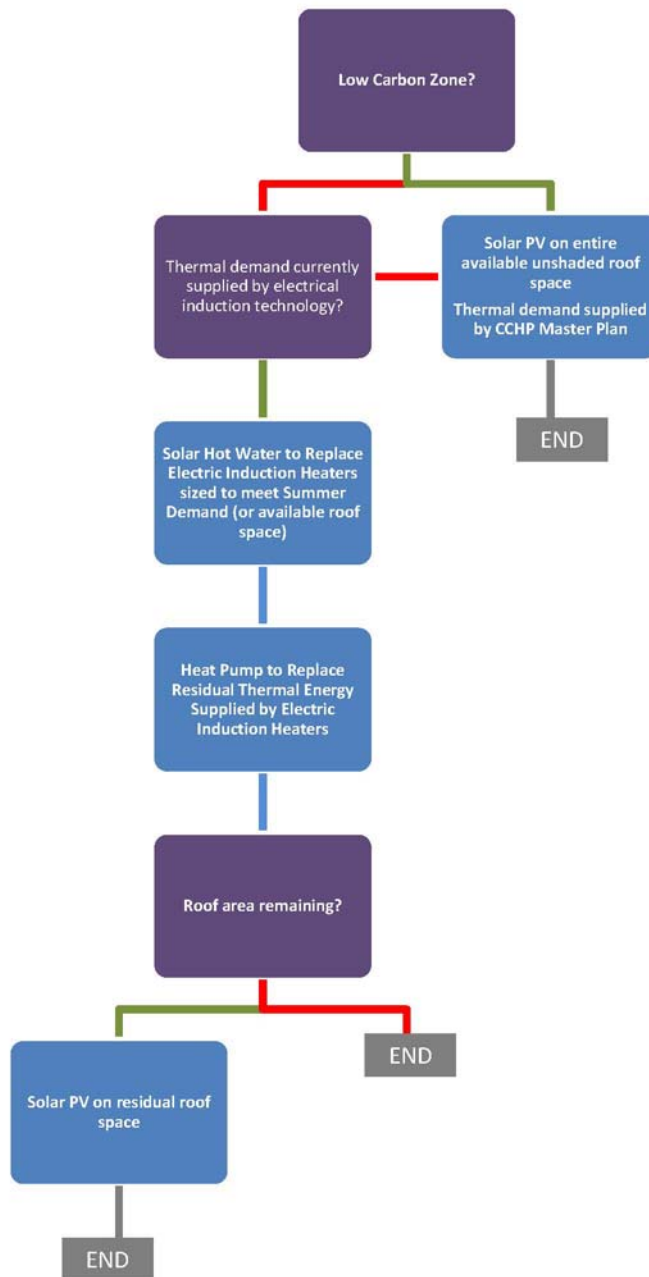 Low Carbon Zone?
Thermal demand currently
supplied by electrical
induction technology?
Solar PV on entire
available unshaded roof
space
Thermal demand supplied
by CCHP Master Plan
END
Solar Hot Water to Replace
Electric Induction Heaters
sized to meet Summer
Demand (or available roof
space)
Heat Pump to Replace
Residual Thermal Energy
Supplied by Electric
Induction Heaters
Roof area remaining?
END
Solar PV on residual roof
space
END